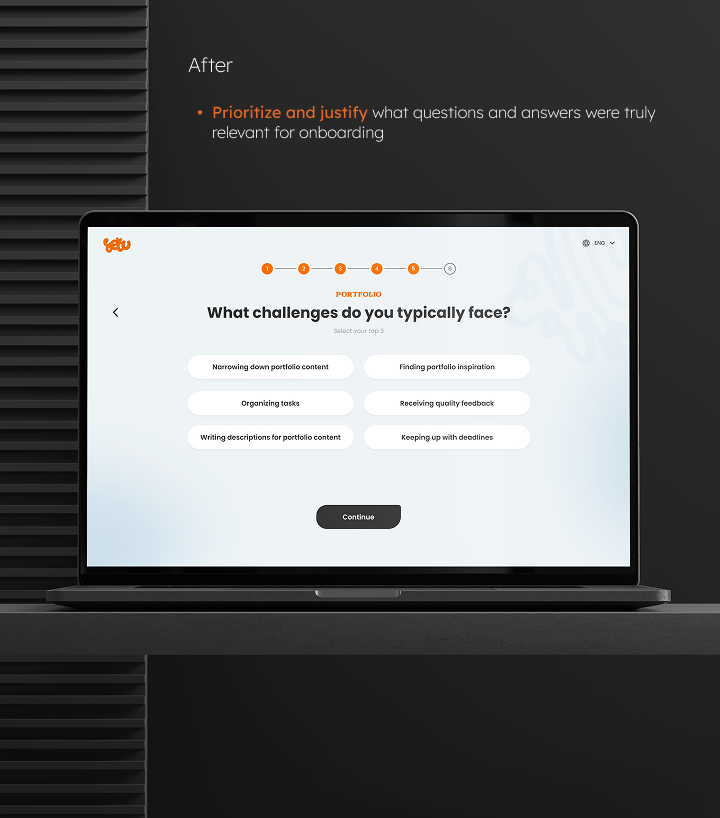 After
• Prioritize and justify what questions and answers were truly
relevant for onboarding
yetu
ENG
1 2 3 4 5 6
PORTFOLIO
What challenges do you typically face?
Select your top 3
Narrowing down portfolio content
Finding portfolio inspiration
Organizing tasks
Receiving quality feedback
Writing descriptions for portfolio content
Keeping up with deadlines
Continue